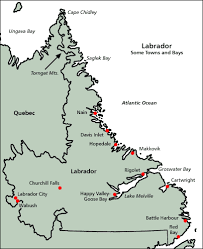 Cape Chidley
Ungava Bay
Labrador
Some Towns and Bays
Saglek Bay
Torngat Mts.
Atlantic Ocean
Quebec
Nain
Davis Inlet
Hopedale
Makkovik
Groswater Bay
Rigolet
Labrador
Cartwright
Churchill Falls
Lake Melville
Labrador City
Happy Valley
Goose Bay
Wabush
Battle Harbour
Red
Bay